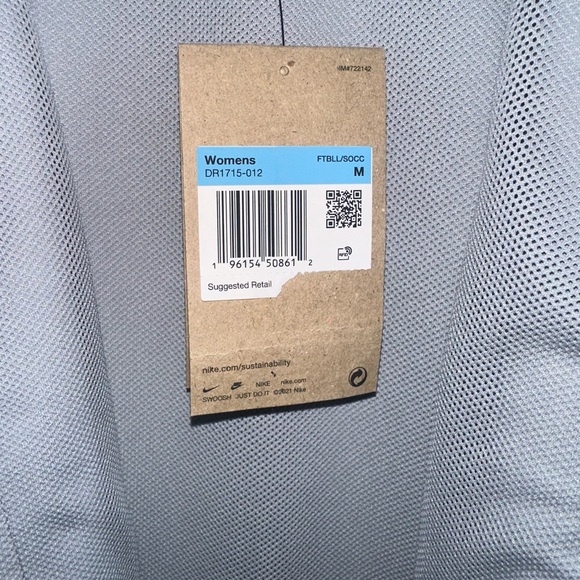 IM#722142
Womens FTBLL/SOCC
DR1715-012 M
1 96154 50861 2
Suggested Retail
nike.com/sustainability
NIKE nike.com
SWOOSH JUST DO IT ©2021 Nike